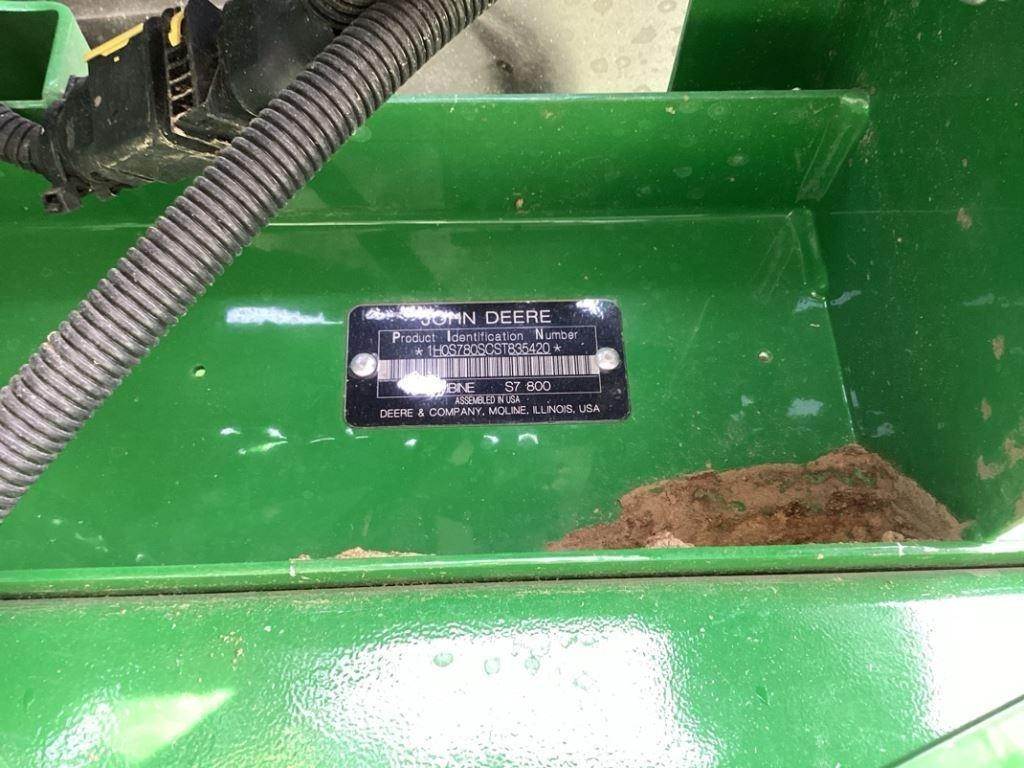 JOHN DEERE
Product Identification Number
*1H0S780SCST835420*
S7 800
ASSEMBLED IN USA
DEERE & COMPANY, MOLINE, ILLINOIS, USA